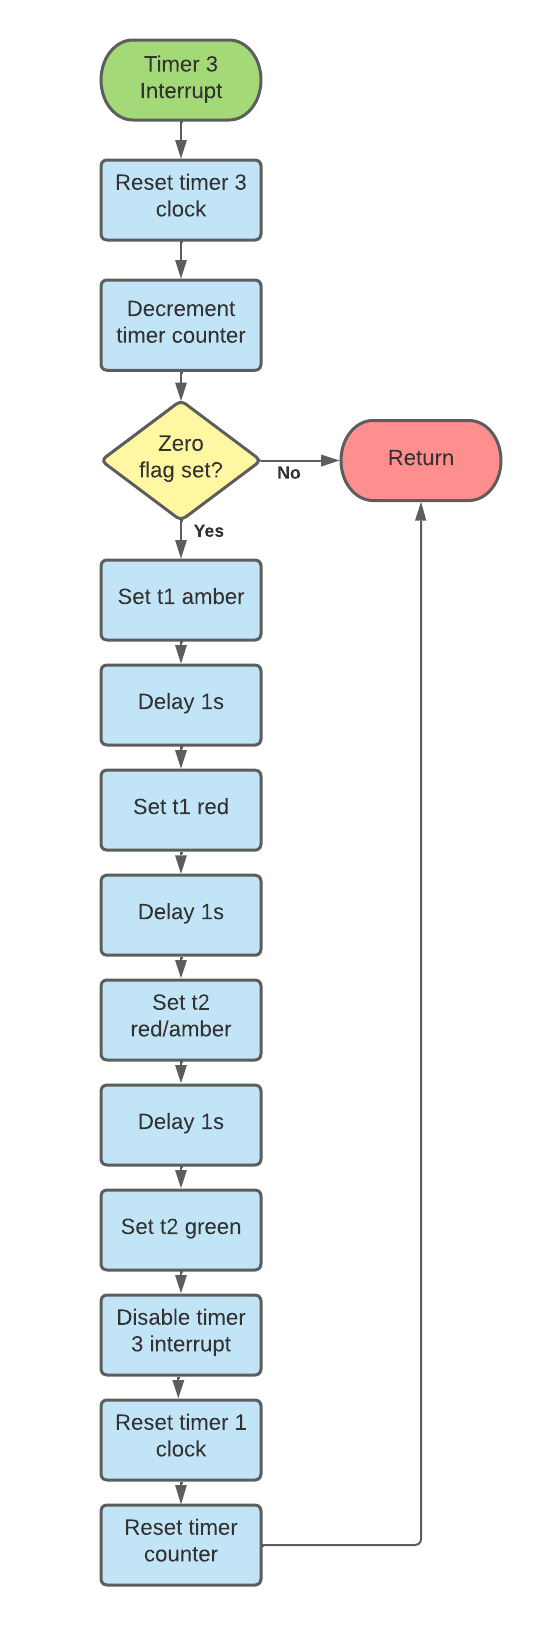 Timer 3
Interrupt
Reset timer 3
clock
Decrement
timer counter
Zero
flag set?
No
Return
Yes
Set t1 amber
Delay 1s
Set t1 red
Delay 1s
Set t2
red/amber
Delay 1s
Set t2 green
Disable timer
3 interrupt
Reset timer 1
clock
Reset timer
counter